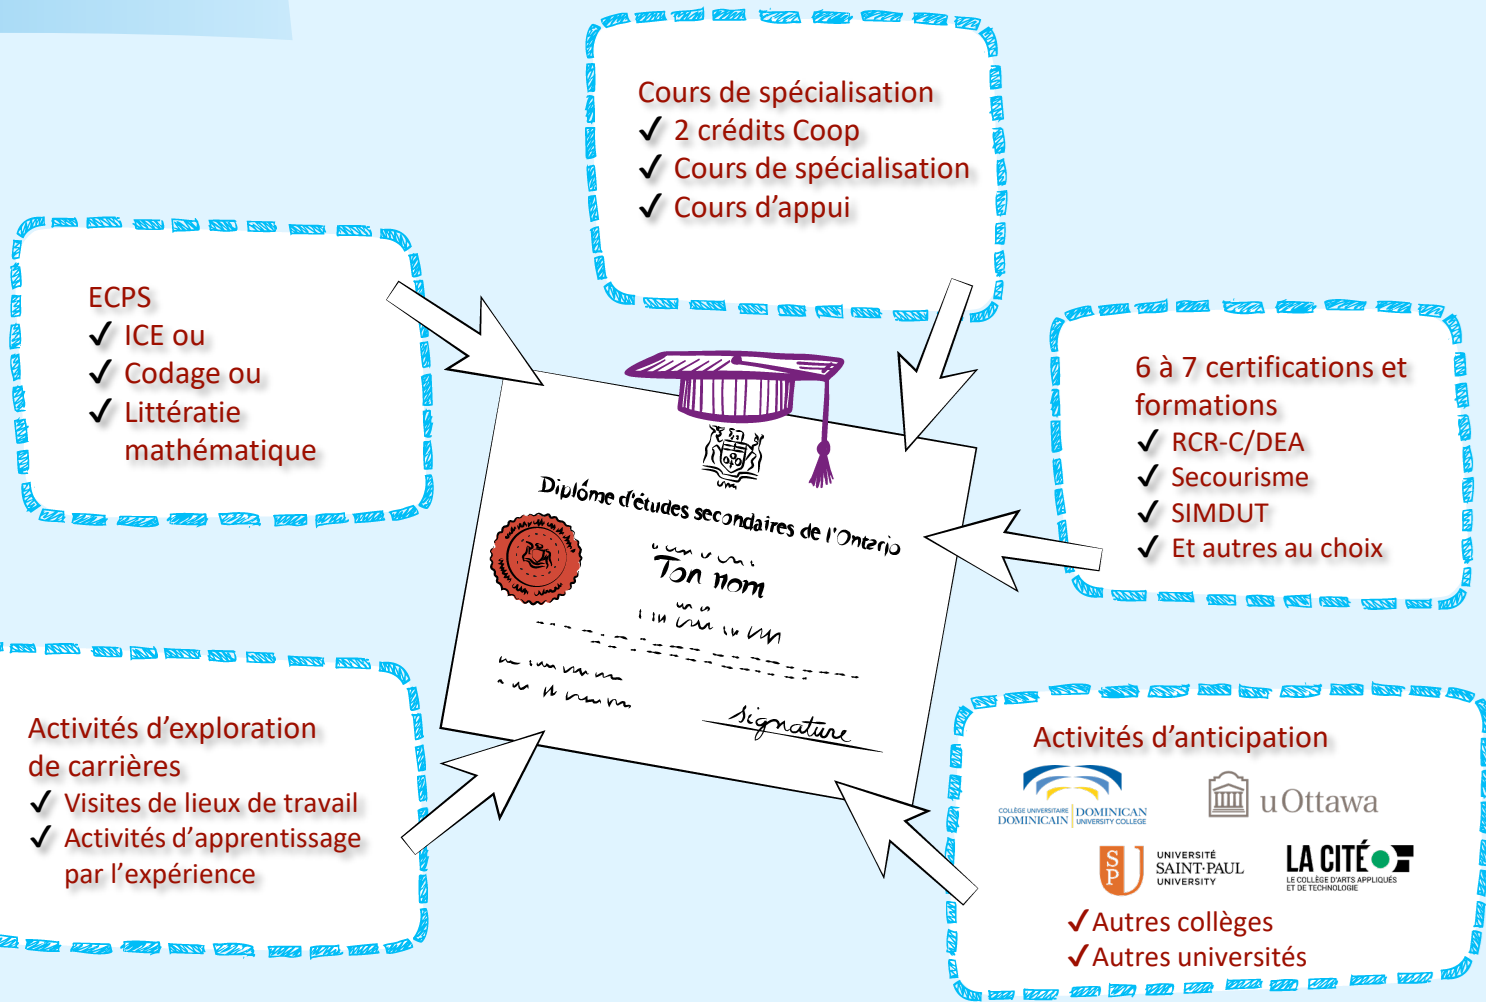 Cours de spécialisation
✓ 2 crédits Coop
✓ Cours de spécialisation
✓ Cours d'appui
ECPS
✓ ICE ou
✓ Codage ou
✓ Littératie
mathématique
6 à 7 certifications et
formations
✓ RCR-C/DEA
✓ Secourisme
✓ SIMDUT
✓ Et autres au choix
Diplôme d'études secondaires de l'Ontario
Ton nom
signature
Activités d'exploration
de carrières
✓ Visites de lieux de travail
✓ Activités d'apprentissage
par l'expérience
Activités d'anticipation
COLLÈGE UNIVERSITAIRE
DOMINICAIN
DOMINICAN
UNIVERSITY COLLEGE
uOttawa
SP
UNIVERSITÉ
SAINT·PAUL
UNIVERSITY
LA CITÉ
LE COLLÈGE D'ARTS APPLIQUÉS
ET DE TECHNOLOGIE
✓ Autres collèges
✓ Autres universités